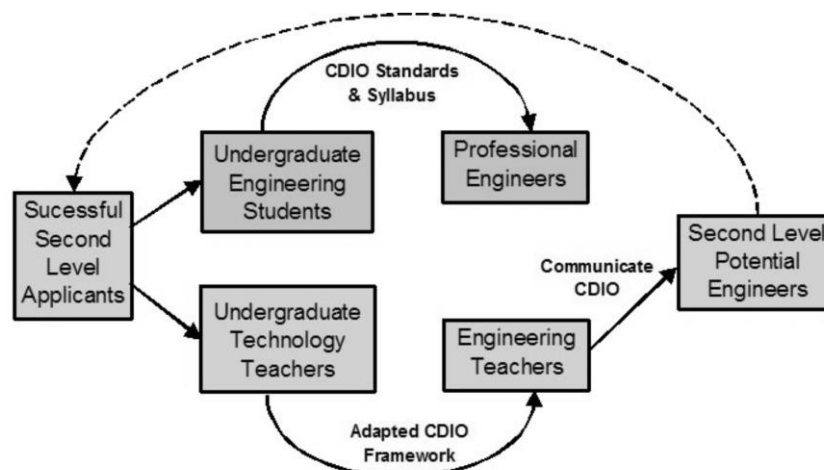 CDIO Standards
& Syllabus
Undergraduate
Engineering
Students
Professional
Engineers
Sucessful
Second
Level
Applicants
Second Level
Potential
Engineers
Communicate
CDIO
Undergraduate
Technology
Teachers
Engineering
Teachers
Adapted CDIO
Framework